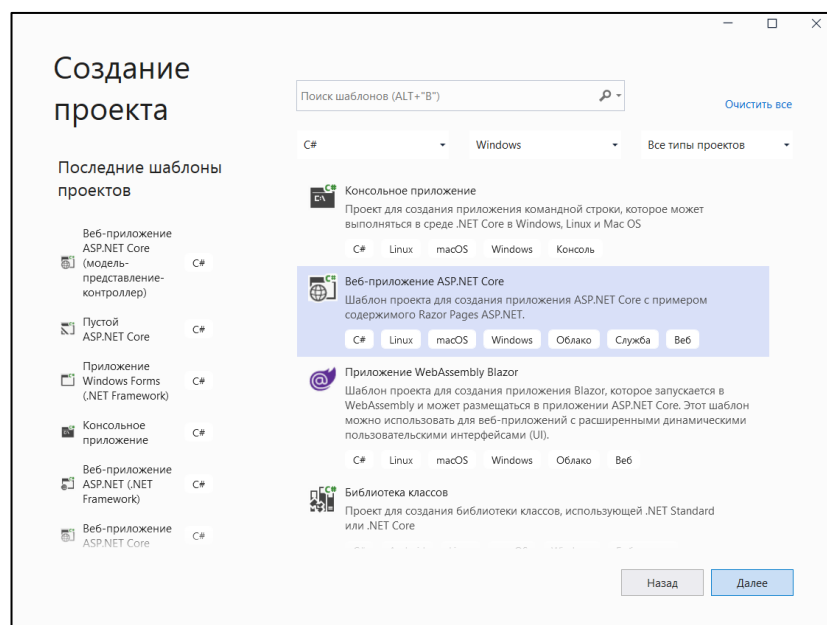 Создание
проекта
Последние шаблоны
проектов
Веб-приложение
ASP.NET Core
(модель-
представление-
контроллер)
C#
Пустой
ASP.NET Core
C#
Приложение
Windows Forms
(.NET Framework)
C#
Консольное
приложение
C#
Веб-приложение
ASP.NET (.NET
Framework)
C#
Веб-приложение
ASP.NET Core
C#
Поиск шаблонов (ALT+"В")
Очистить все
C#
Windows
Все типы проектов
Консольное приложение
Проект для создания приложения командной строки, которое может
выполняться в среде .NET Core в Windows, Linux и Mac OS
C# Linux macOS Windows Консоль
Веб-приложение ASP.NET Core
Шаблон проекта для создания приложения ASP.NET Core с примером
содержимого Razor Pages ASP.NET.
C# Linux macOS Windows Облако Служба Веб
Приложение WebAssembly Blazor
Шаблон проекта для создания приложения Blazor, которое запускается в
WebAssembly и может размещаться в приложении ASP.NET Core. Этот шаблон
можно использовать для веб-приложений с расширенными динамическими
пользовательскими интерфейсами (UI).
C# Linux macOS Windows Облако Веб
Библиотека классов
Проект для создания библиотеки классов, использующей .NET Standard
или .NET Core
Назад
Далее